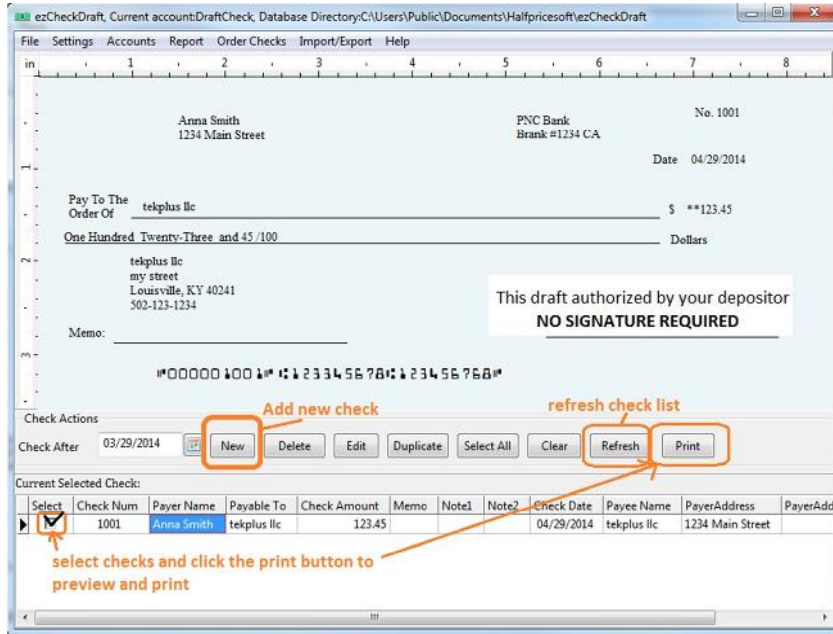 ezCheckDraft, Current account:DraftCheck, Database Directory:C:\Users\Public\Documents\Halfpricesoft\ezCheckDraft
File Settings Accounts Report Order Checks Import/Export Help
in 1 2 3 4 5 6 7 8
Anna Smith PNC Bank No. 1001
1234 Main Street Brank #1234 CA
Date 04/29/2014
1
Pay To The
Order Of tekplus llc $ **123.45
One Hundred Twenty-Three and 45 /100 Dollars
2
tekplus llc
my street
Louisville, KY 40241
502-123-1234
This draft authorized by your depositor
NO SIGNATURE REQUIRED
Memo:
3
⑈000001001⑈ ⑆123345678⑆123456768⑈
Check Actions
Add new check
refresh check list
Check After 03/29/2014 New Delete Edit Duplicate Select All Clear Refresh Print
Current Selected Check:
Select Check Num Payer Name Payable To Check Amount Memo Note1 Note2 Check Date Payee Name PayerAddress PayerAdd
1001 Anna Smith tekplus llc 123.45 04/29/2014 tekplus llc 1234 Main Street
select checks and click the print button to
preview and print